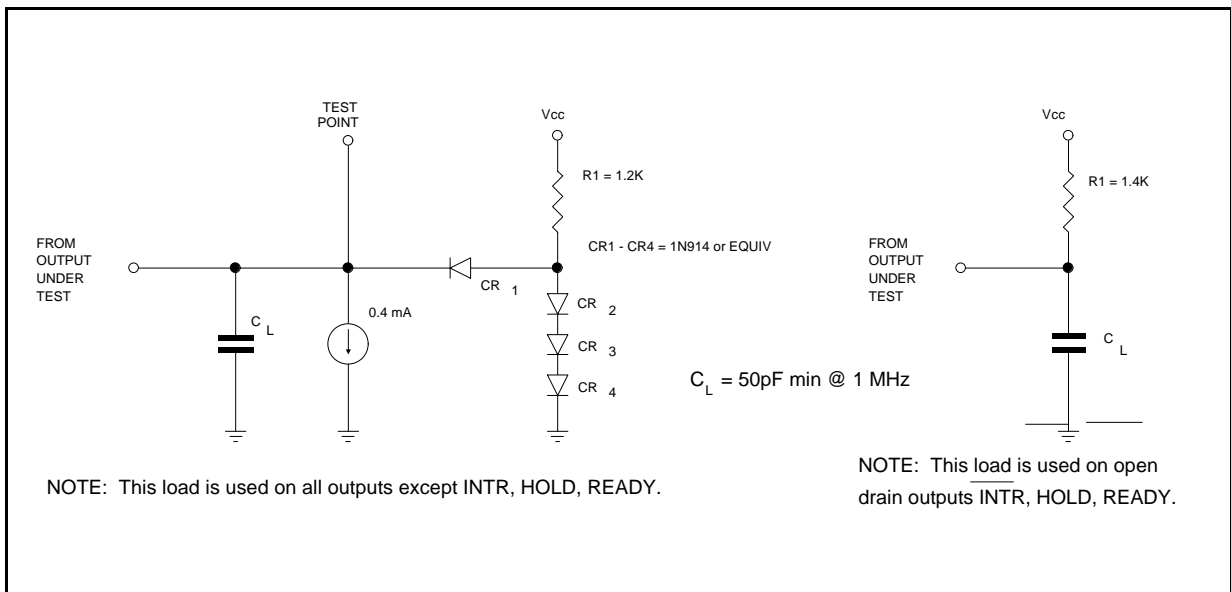 TEST
POINT
Vcc
R1 = 1.2K
CR1 - CR4 = 1N914 or EQUIV
FROM
OUTPUT
UNDER
TEST
CR 1
CR 2
0.4 mA
C L
CR 3
CR 4
C L = 50pF min @ 1 MHz
NOTE: This load is used on all outputs except INTR, HOLD, READY.
Vcc
R1 = 1.4K
FROM
OUTPUT
UNDER
TEST
C L
NOTE: This load is used on open
drain outputs INTR, HOLD, READY.